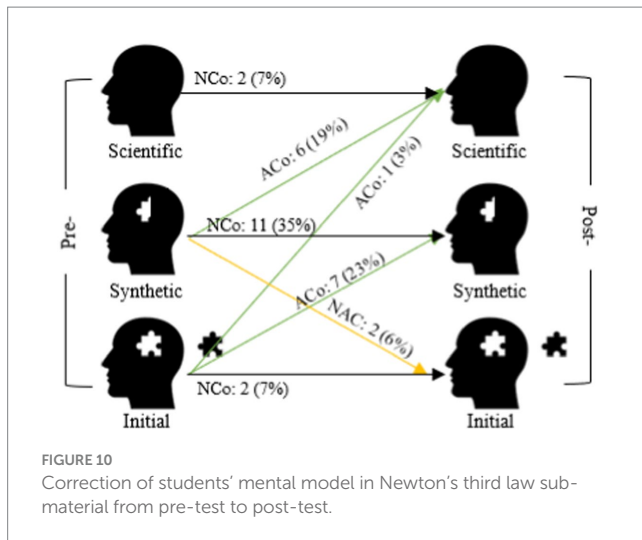 NCo: 2 (7%)
Scientific
Scientific
ACo: 6 (19%)
ACo: 1 (3%)
Pre-
Post-
NCo: 11 (35%)
Synthetic
Synthetic
ACo: 7 (23%)
NAC: 2 (6%)
NCo: 2 (7%)
Initial
Initial
FIGURE 10
Correction of students' mental model in Newton's third law sub-
material from pre-test to post-test.